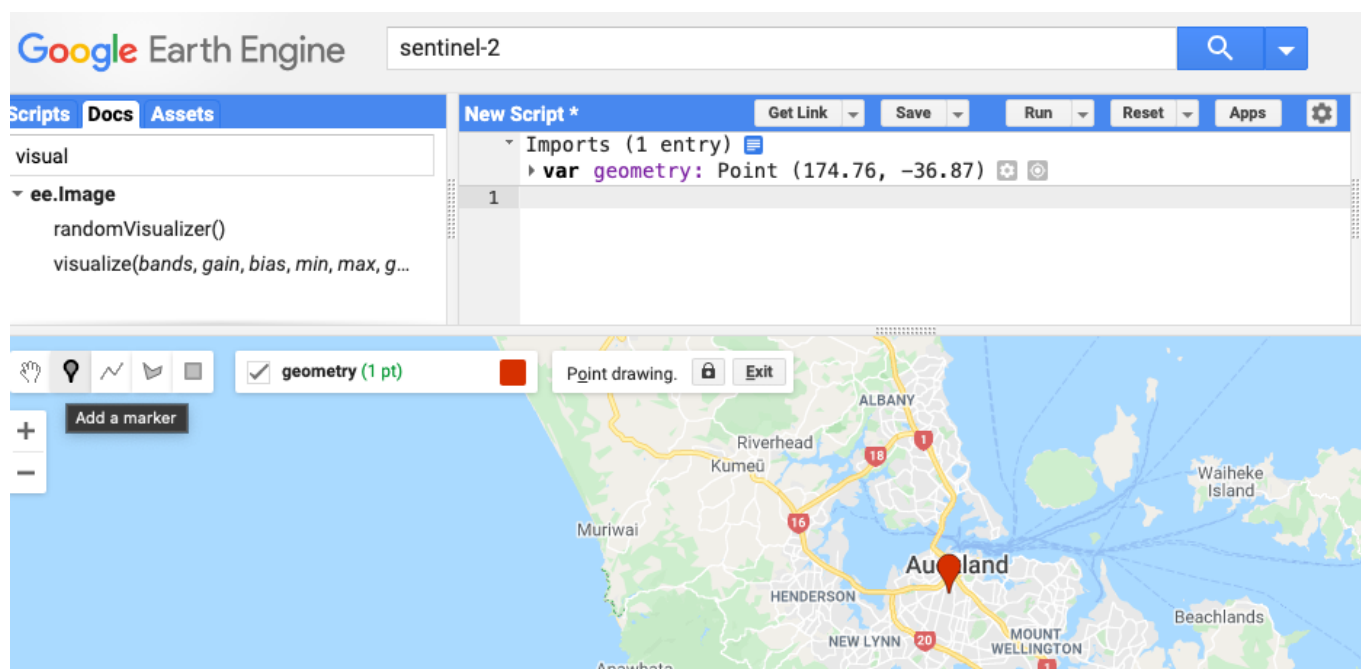 Google Earth Engine
sentinel-2
Scripts Docs Assets
visual
ee.Image
randomVisualizer()
visualize(bands, gain, bias, min, max, g...
New Script *
Get Link
Save
Run
Reset
Apps
Imports (1 entry)
var geometry: Point (174.76, -36.87)
1
geometry (1 pt)
Point drawing.
Exit
Add a marker
+
−
ALBANY
1
Riverhead
18
Kumeū
Waiheke
Island
16
Muriwai
Auckland
HENDERSON
Beachlands
NEW LYNN
20
MOUNT
WELLINGTON
1